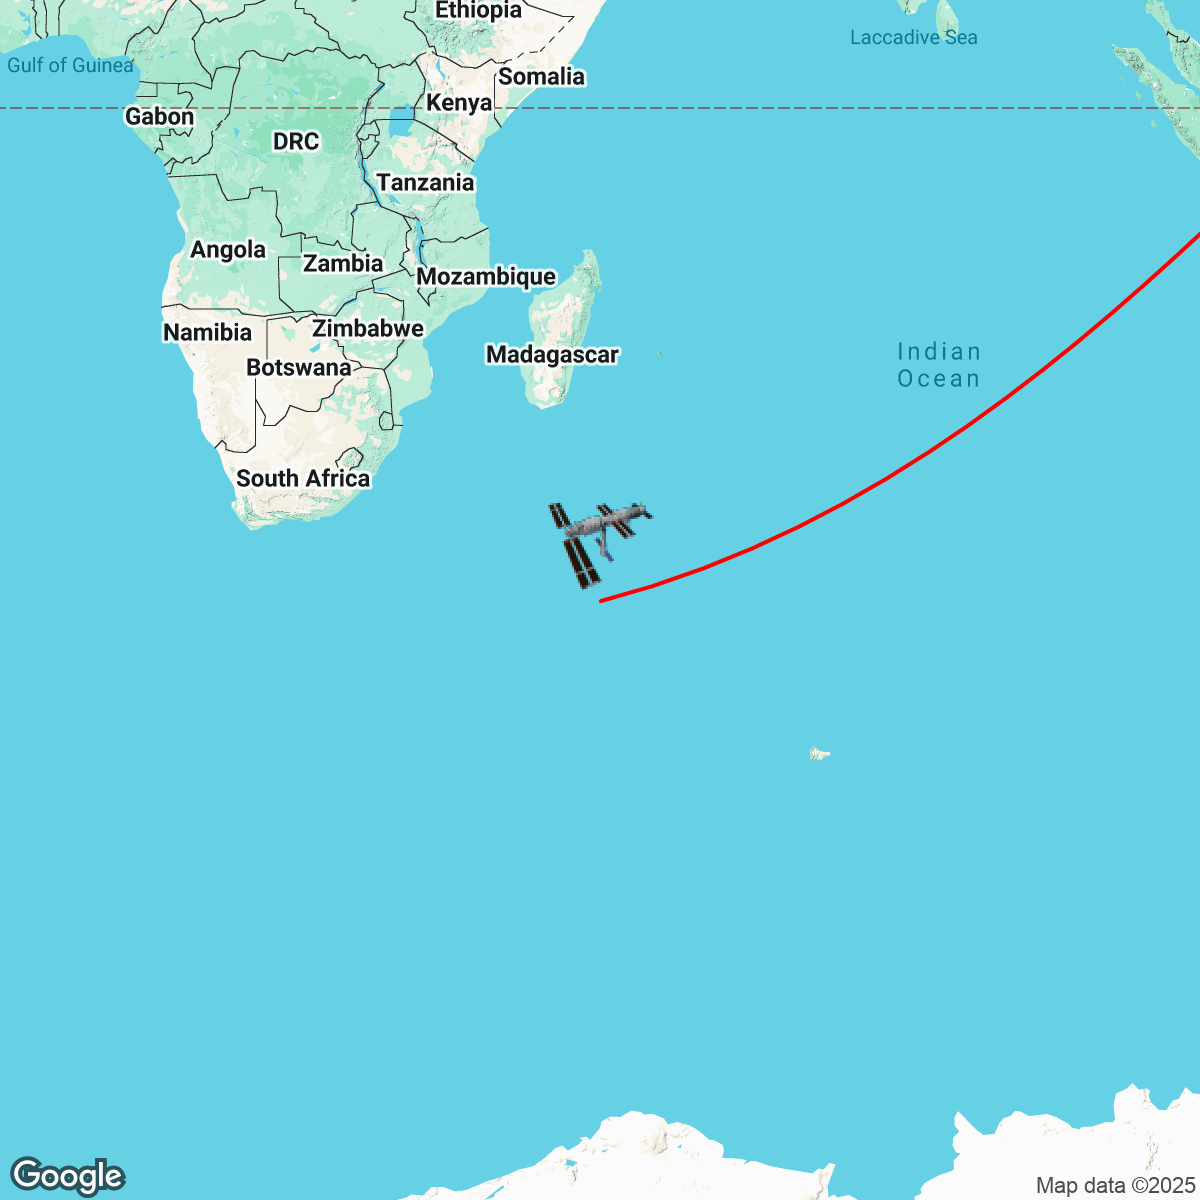 Ethiopia
Laccadive Sea
Gulf of Guinea
Somalia
Kenya
Gabon
DRC
Tanzania
Angola
Zambia
Mozambique
Namibia
Zimbabwe
Madagascar
Botswana
Indian
Ocean
South Africa
Google
Map data ©2025